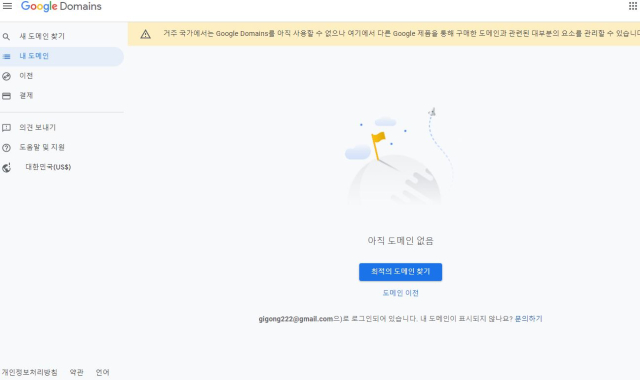 Google Domains
새 도메인 찾기
내 도메인
이전
결제
의견 보내기
도움말 및 지원
대한민국(US$)
거주 국가에서는 Google Domains를 아직 사용할 수 없으나 여기에서 다른 Google 제품을 통해 구매한 도메인과 관련된 대부분의 요소를 관리할 수 있습니다
아직 도메인 없음
최적의 도메인 찾기
도메인 이전
gigong222@gmail.com으)로 로그인되어 있습니다. 내 도메인이 표시되지 않나요? 문의하기
개인정보처리방침 약관 언어